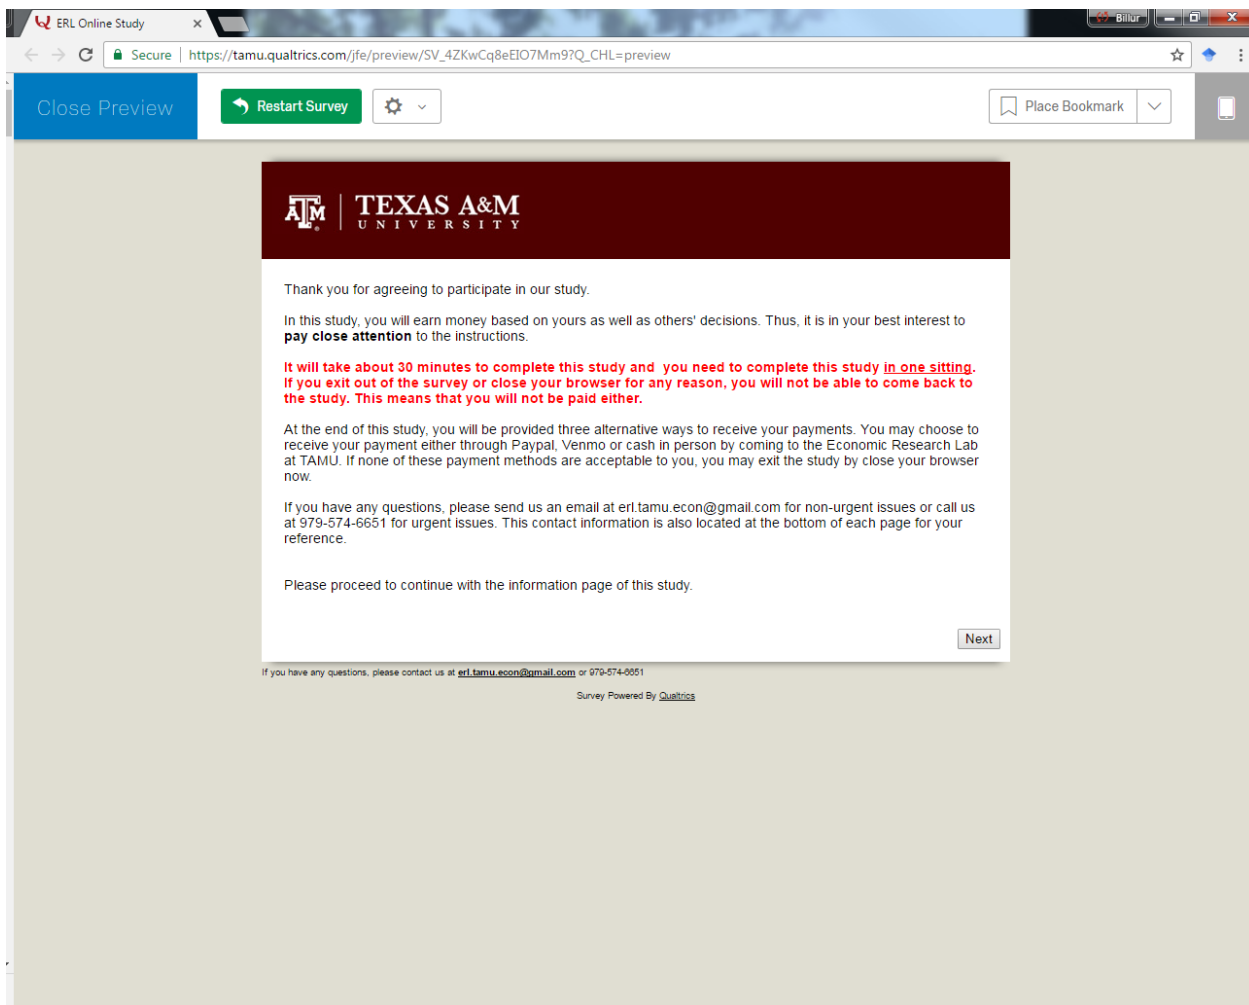 ERL Online Study
Billur
Secure | https://tamu.qualtrics.com/jfe/preview/SV_4ZKwCq8eEIO7Mm9?Q_CHL=preview
Close Preview
Restart Survey
Place Bookmark
ATM | TEXAS A&M
UNIVERSITY
Thank you for agreeing to participate in our study.
In this study, you will earn money based on yours as well as others' decisions. Thus, it is in your best interest to
pay close attention to the instructions.
It will take about 30 minutes to complete this study and you need to complete this study in one sitting.
If you exit out of the survey or close your browser for any reason, you will not be able to come back to
the study. This means that you will not be paid either.
At the end of this study, you will be provided three alternative ways to receive your payments. You may choose to
receive your payment either through Paypal, Venmo or cash in person by coming to the Economic Research Lab
at TAMU. If none of these payment methods are acceptable to you, you may exit the study by close your browser
now.
If you have any questions, please send us an email at erl.tamu.econ@gmail.com for non-urgent issues or call us
at 979-574-6651 for urgent issues. This contact information is also located at the bottom of each page for your
reference.
Please proceed to continue with the information page of this study.
Next
If you have any questions, please contact us at erl.tamu.econ@gmail.com or 979-574-6651
Survey Powered By Qualtrics